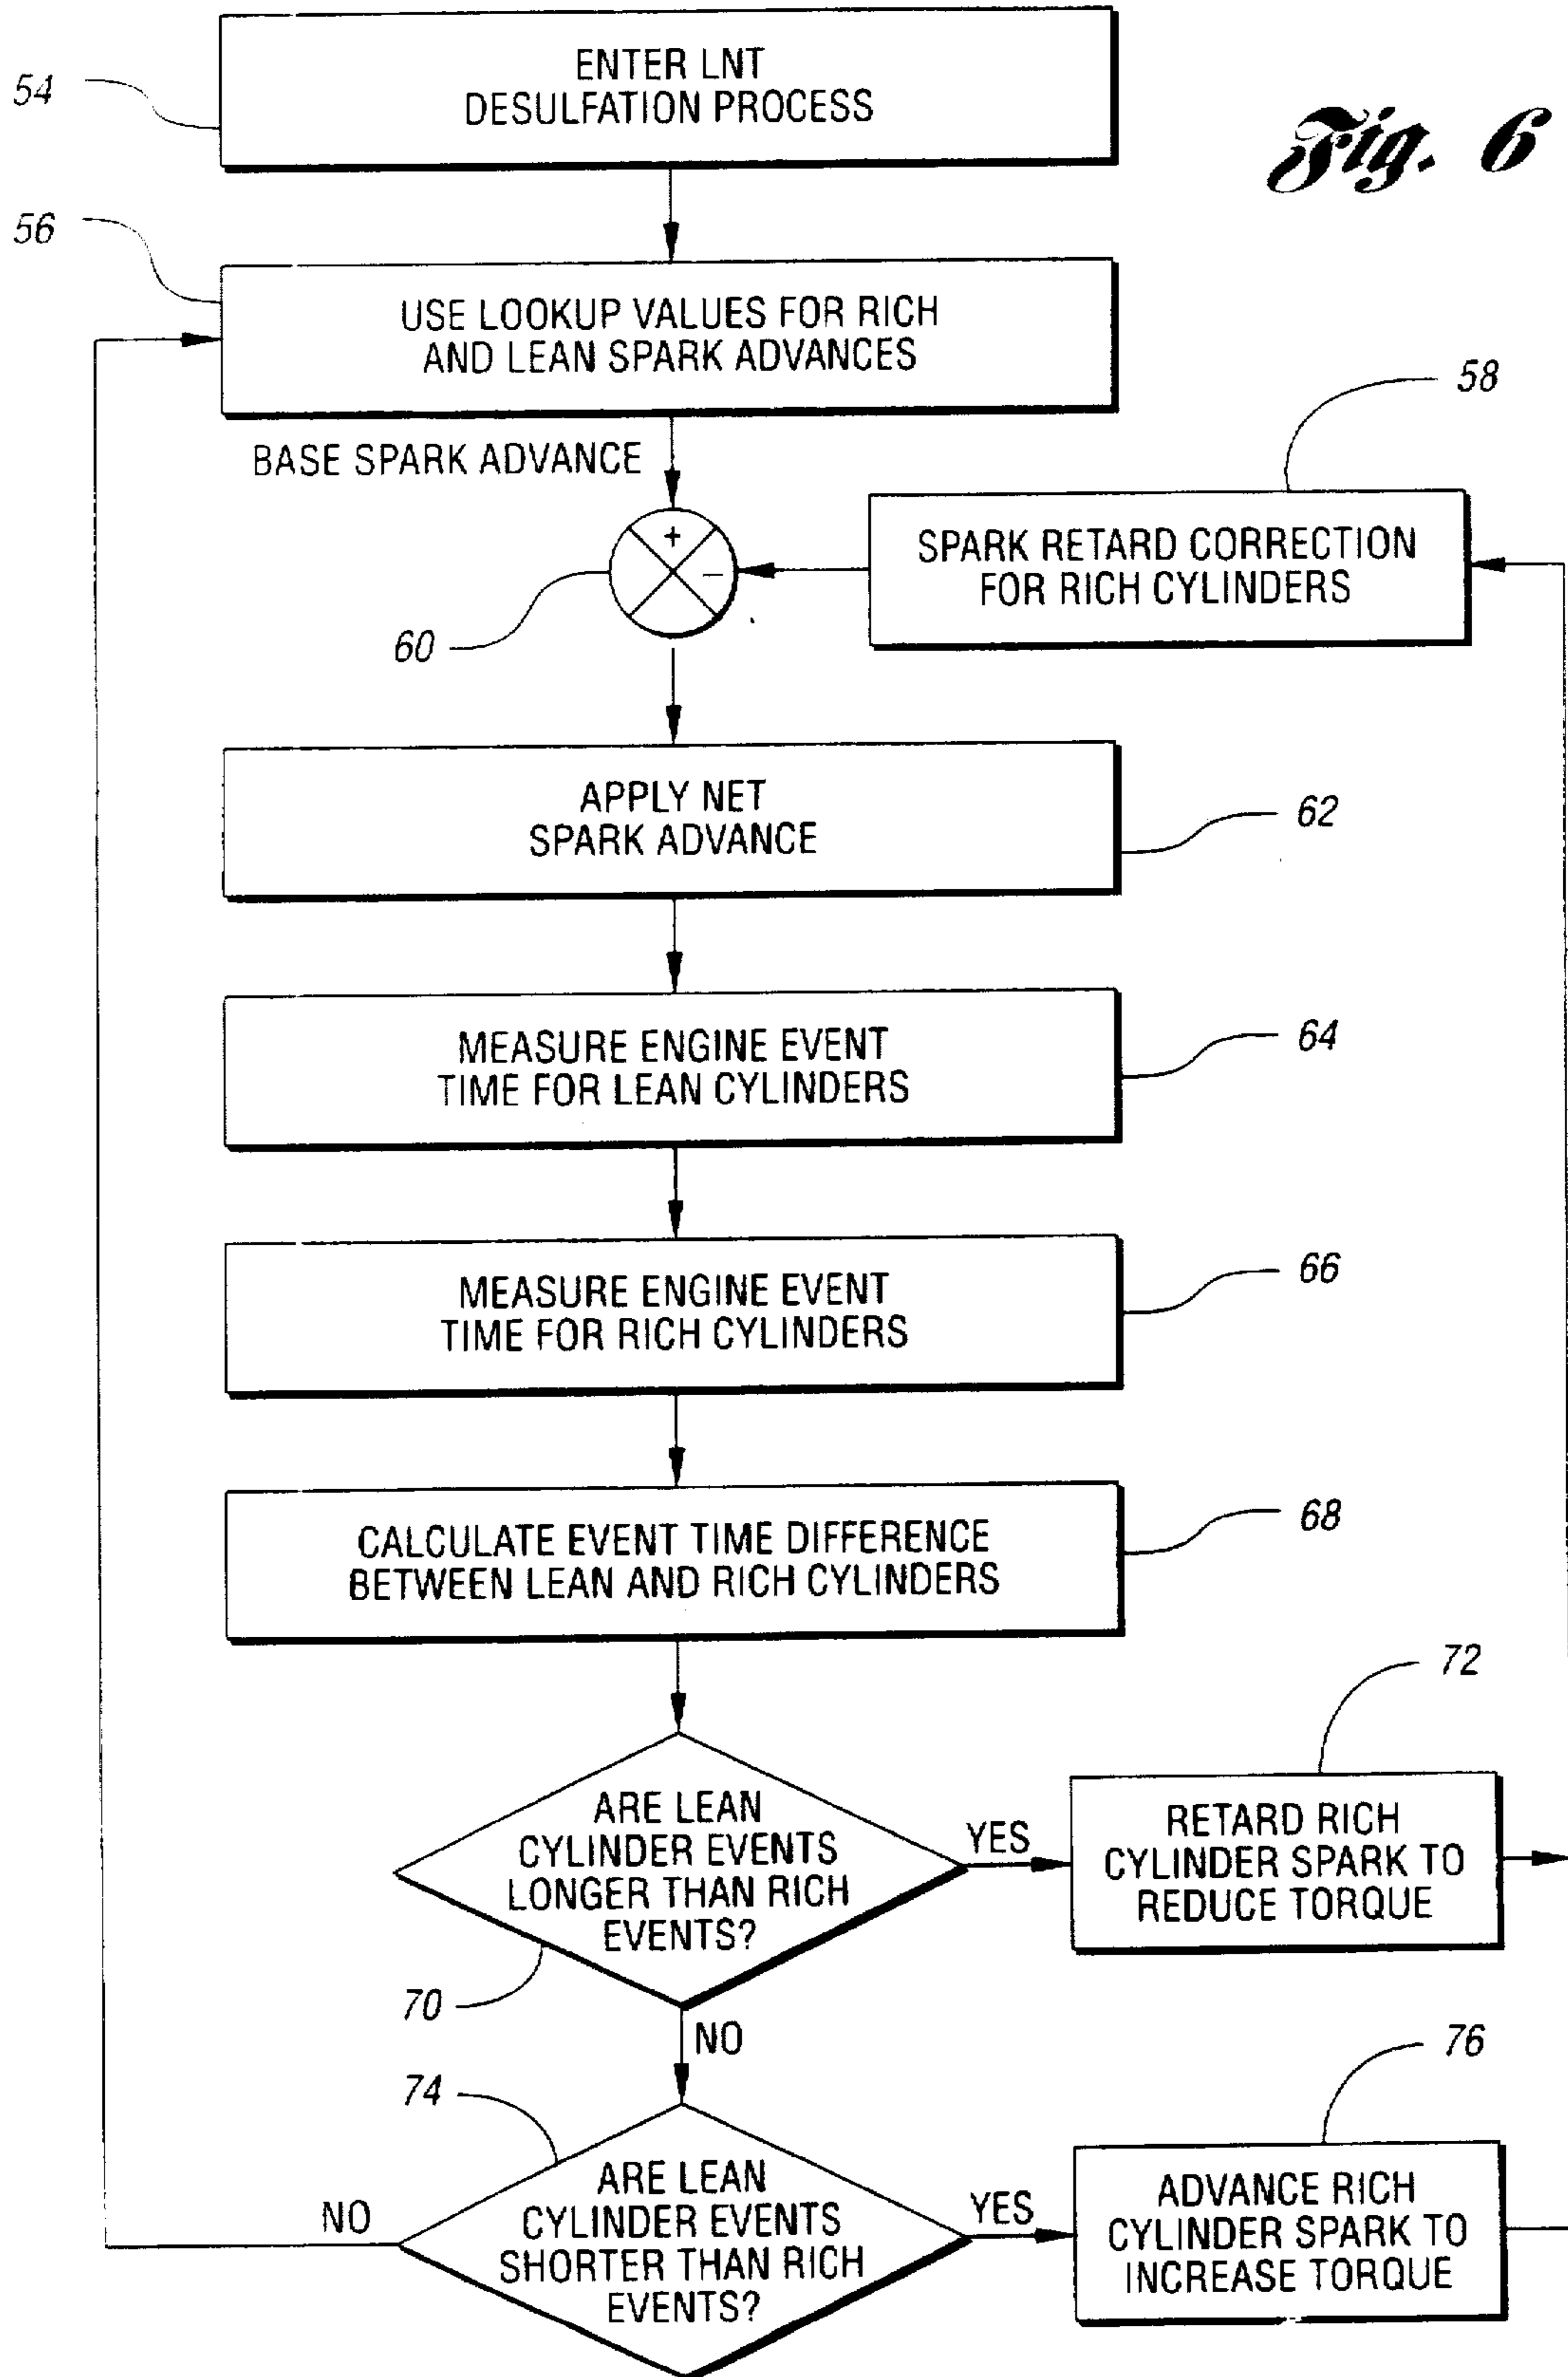 54
ENTER LNT
DESULFATION PROCESS
Fig. 6
56
USE LOOKUP VALUES FOR RICH
AND LEAN SPARK ADVANCES
BASE SPARK ADVANCE
58
+
−
SPARK RETARD CORRECTION
FOR RICH CYLINDERS
60
APPLY NET
SPARK ADVANCE
62
MEASURE ENGINE EVENT
TIME FOR LEAN CYLINDERS
64
MEASURE ENGINE EVENT
TIME FOR RICH CYLINDERS
66
CALCULATE EVENT TIME DIFFERENCE
BETWEEN LEAN AND RICH CYLINDERS
68
ARE LEAN
CYLINDER EVENTS
LONGER THAN RICH
EVENTS?
70
YES
72
RETARD RICH
CYLINDER SPARK TO
REDUCE TORQUE
NO
74
ARE LEAN
CYLINDER EVENTS
SHORTER THAN RICH
EVENTS?
NO
YES
76
ADVANCE RICH
CYLINDER SPARK TO
INCREASE TORQUE